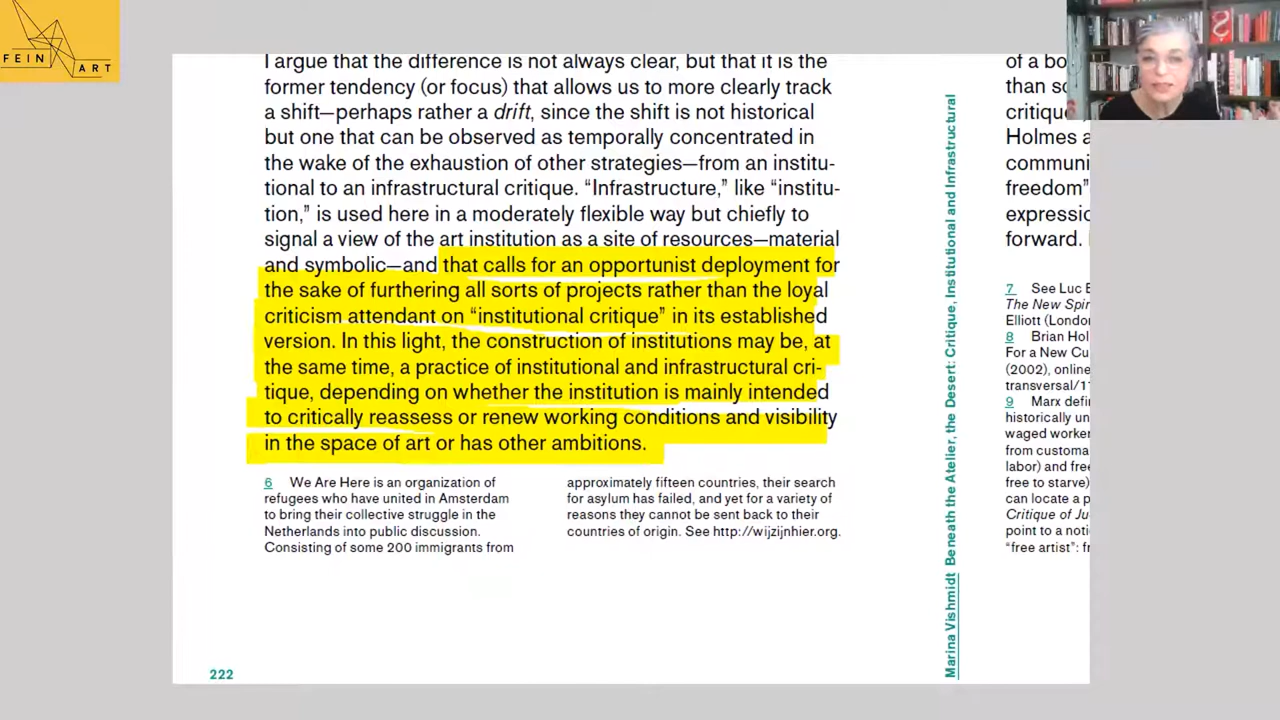 FEIN
ART
I argue that the difference is not always clear, but that it is the
former tendency (or focus) that allows us to more clearly track
a shift—perhaps rather a drift, since the shift is not historical
but one that can be observed as temporally concentrated in
the wake of the exhaustion of other strategies—from an institu-
tional to an infrastructural critique. “Infrastructure,” like “institu-
tion,” is used here in a moderately flexible way but chiefly to
signal a view of the art institution as a site of resources—material
and symbolic—and that calls for an opportunist deployment for
the sake of furthering all sorts of projects rather than the loyal
criticism attendant on “institutional critique” in its established
version. In this light, the construction of institutions may be, at
the same time, a practice of institutional and infrastructural cri-
tique, depending on whether the institution is mainly intended
to critically reassess or renew working conditions and visibility
in the space of art or has other ambitions.
6 We Are Here is an organization of
refugees who have united in Amsterdam
to bring their collective struggle in the
Netherlands into public discussion.
Consisting of some 200 immigrants from
approximately fifteen countries, their search
for asylum has failed, and yet for a variety of
reasons they cannot be sent back to their
countries of origin. See http://wijzijnhier.org.
222
Marina Vishmidt Beneath the Atelier, the Desert: Critique, Institutional and Infrastructural
of a bo
than so
critique
Holmes a
communi
freedom”
expressio
forward.
7 See Luc B
The New Spir
Elliott (London
8 Brian Hol
For a New Cu
(2002), online
transversal/11
9 Marx defi
historically un
waged worker
from customa
labor) and free
free to starve)
can locate a p
Critique of Ju
point to a noti
“free artist”: fr